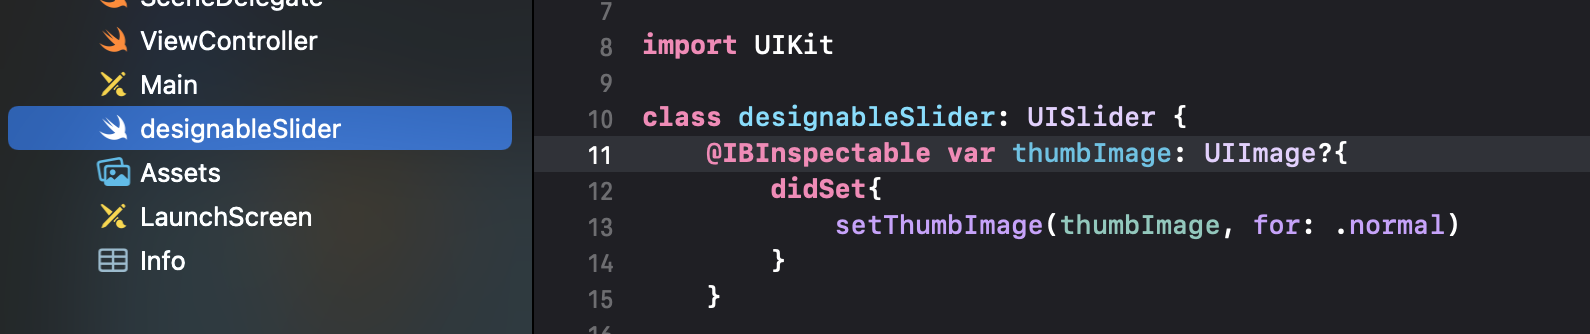 SceneDelegate
ViewController
Main
designableSlider
Assets
LaunchScreen
Info
7
8 import UIKit
9
10 class designableSlider: UISlider {
11 @IBInspectable var thumbImage: UIImage?{
12 didSet{
13 setThumbImage(thumbImage, for: .normal)
14 }
15 }
16